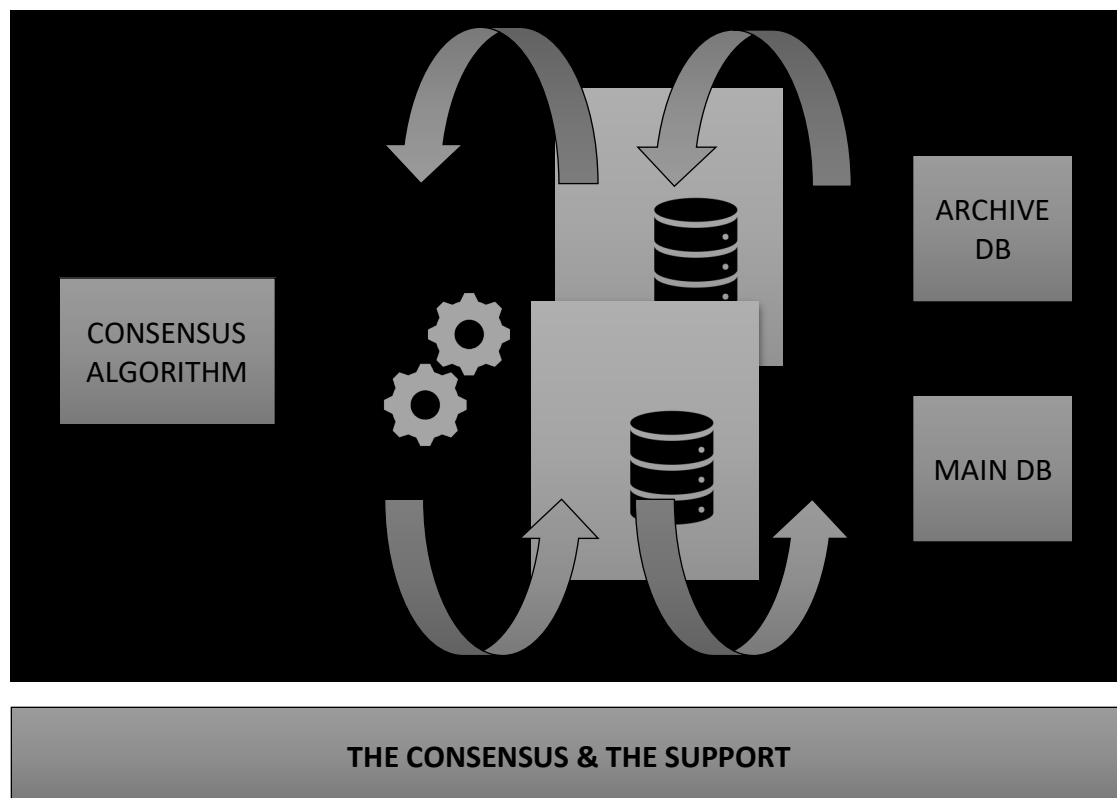 CONSENSUS
ALGORITHM
ARCHIVE
DB
MAIN DB
THE CONSENSUS & THE SUPPORT